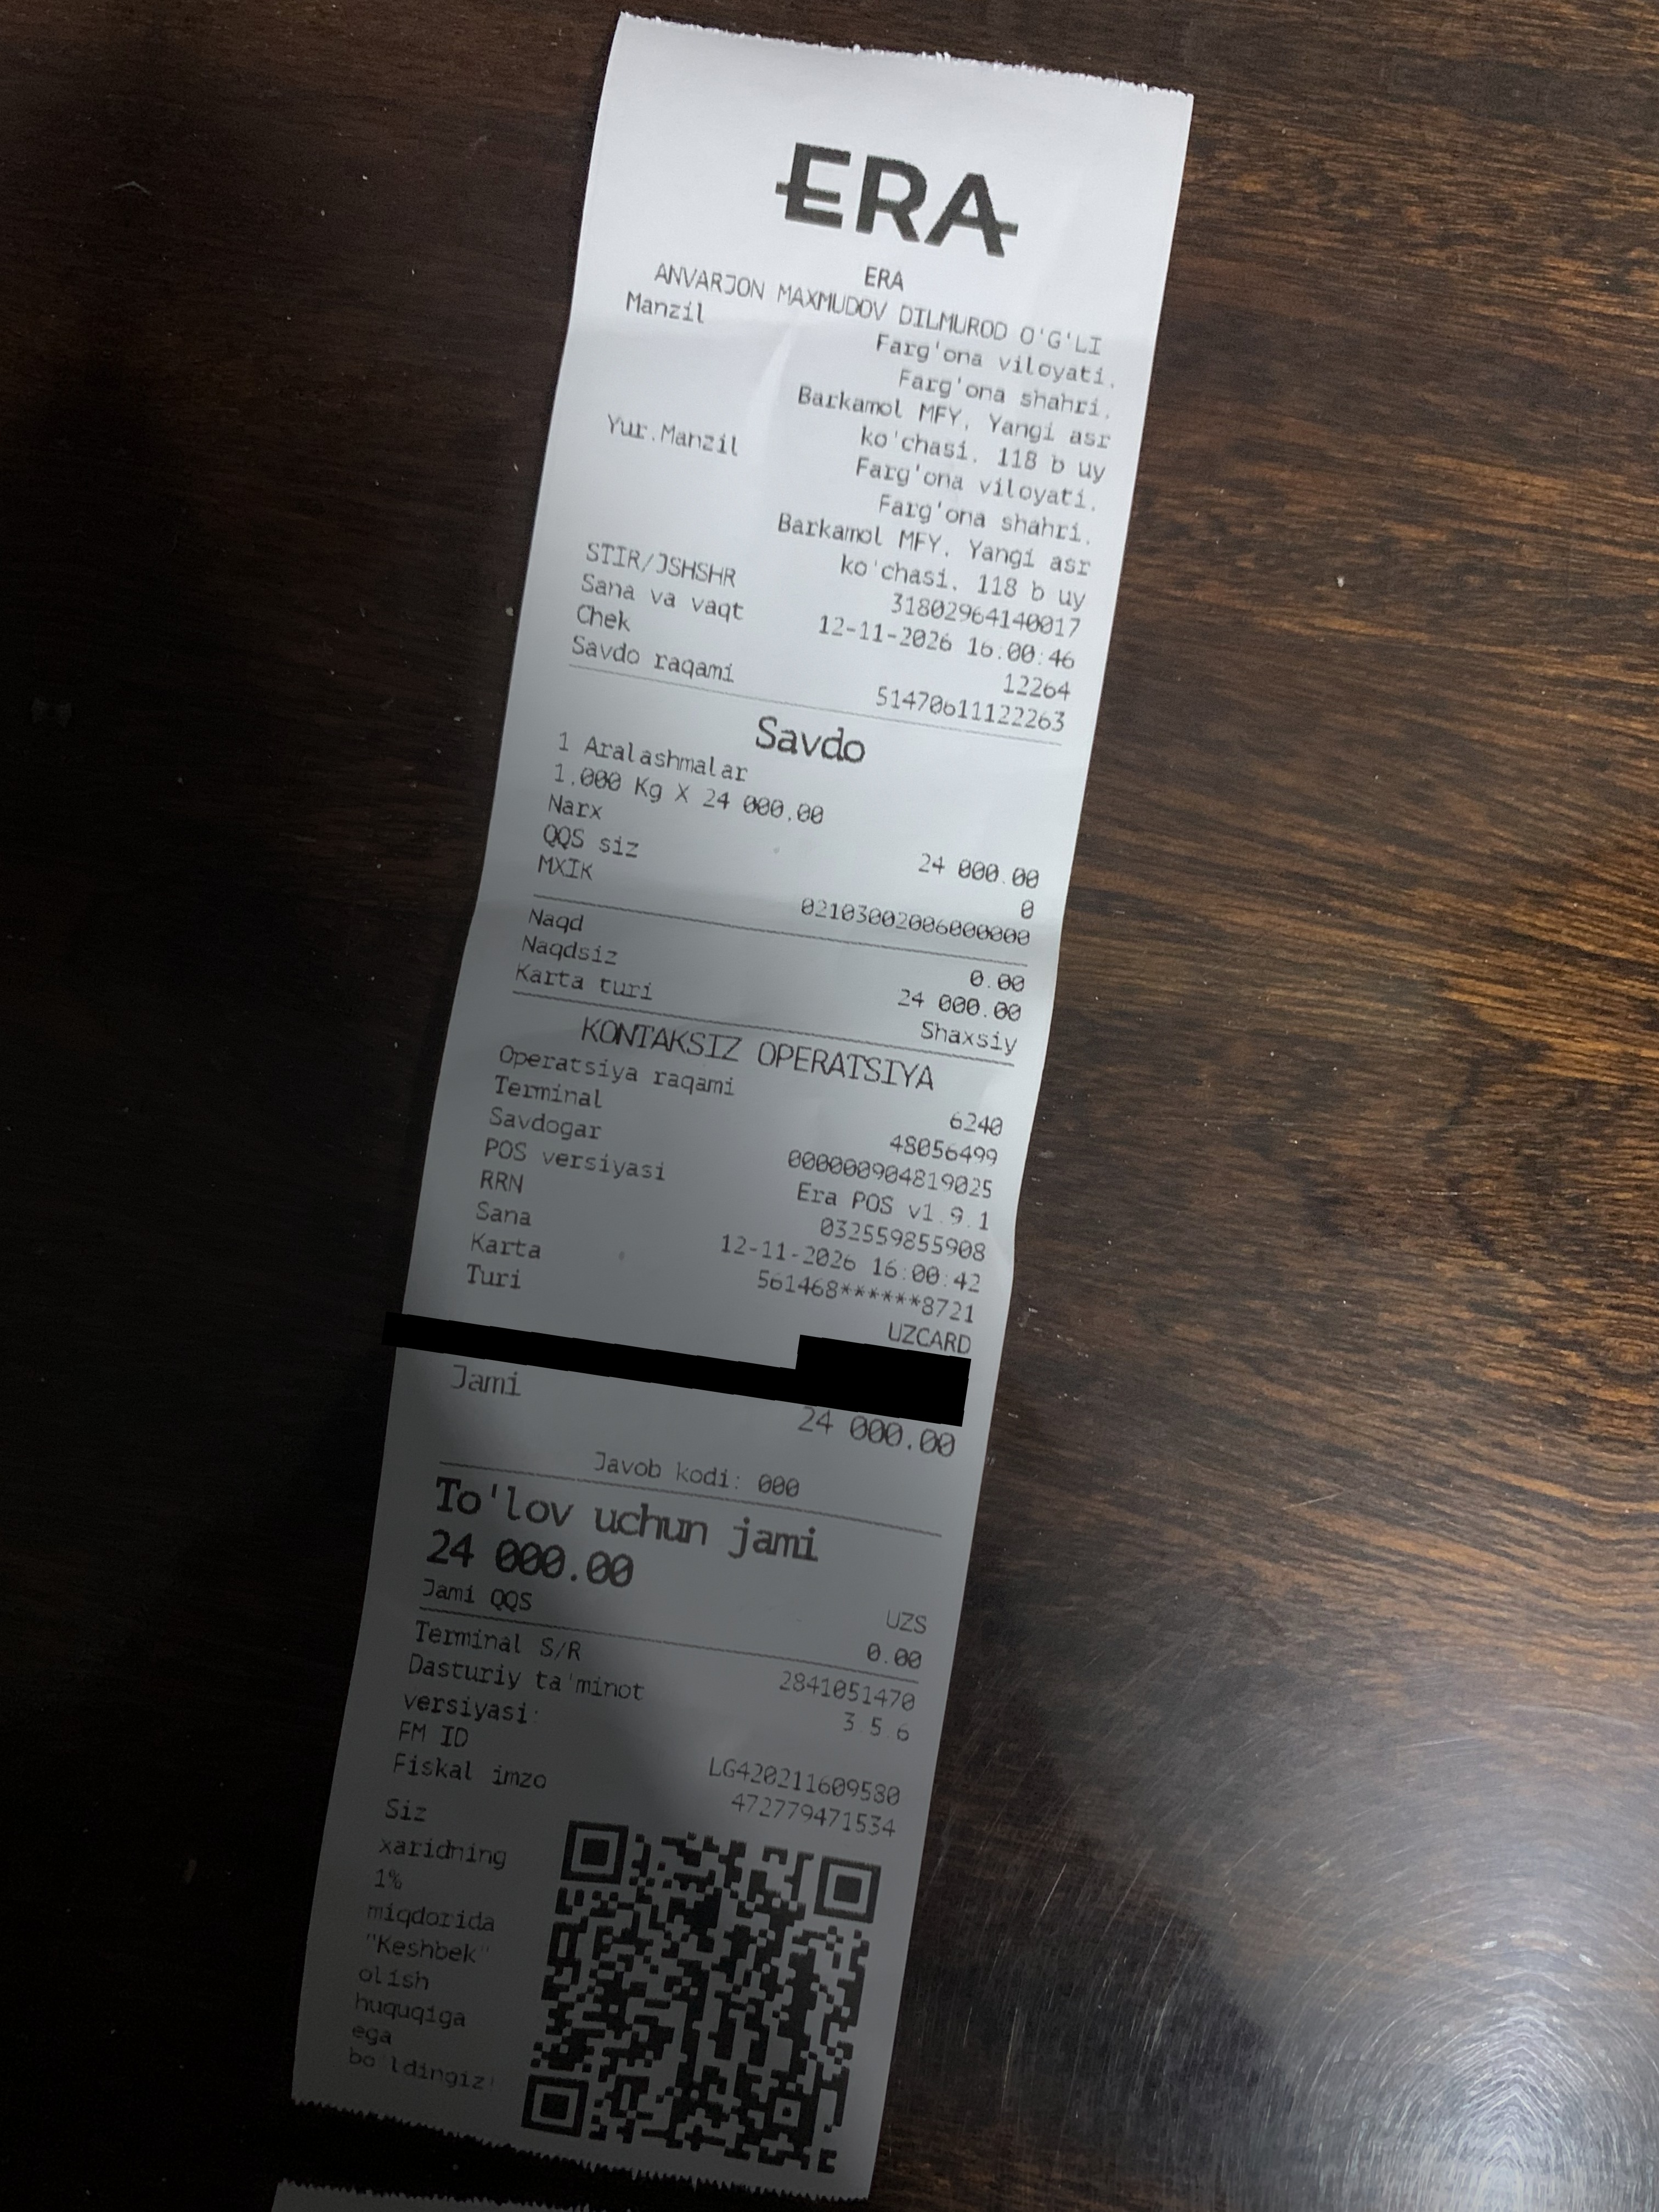 ERA
ERA
ANVARJON MAXMUDOV DILMUROD O'G'LI
Manzil Farg'ona viloyati,
Farg'ona shahri,
Barkamol MFY, Yangi asr
ko'chasi, 118 b uy
Yur.Manzil Farg'ona viloyati,
Farg'ona shahri,
Barkamol MFY, Yangi asr
ko'chasi, 118 b uy
STIR/JSHSHR 31802964140017
Sana va vaqt 12-11-2026 16:00:46
Chek 12264
Savdo raqami 51470611122263
Savdo
1 Aralashmalar
1.000 Kg X 24 000.00
Narx 24 000.00
QQS siz 0
MXIK 02103002006000000
Naqd 0.00
Naqdsiz 24 000.00
Karta turi Shaxsiy
KONTAKSIZ OPERATSIYA
Operatsiya raqami 6240
Terminal 48056499
Savdogar 000000904819025
POS versiyasi Era POS v1.9.1
RRN 032559855908
Sana 12-11-2026 16:00:42
Karta 561468******8721
Turi UZCARD
Jami 24 000.00
Javob kodi: 000
To'lov uchun jami
24 000.00 UZS
Jami QQS 0.00
Terminal S/R 2841051470
Dasturiy ta'minot 3.5.6
versiyasi:
FM ID LG420211609580
Fiskal imzo 472779471534
Siz
xaridning
1%
miqdorida
"Keshbek"
olish
huquqiga
ega
bo'ldingiz!